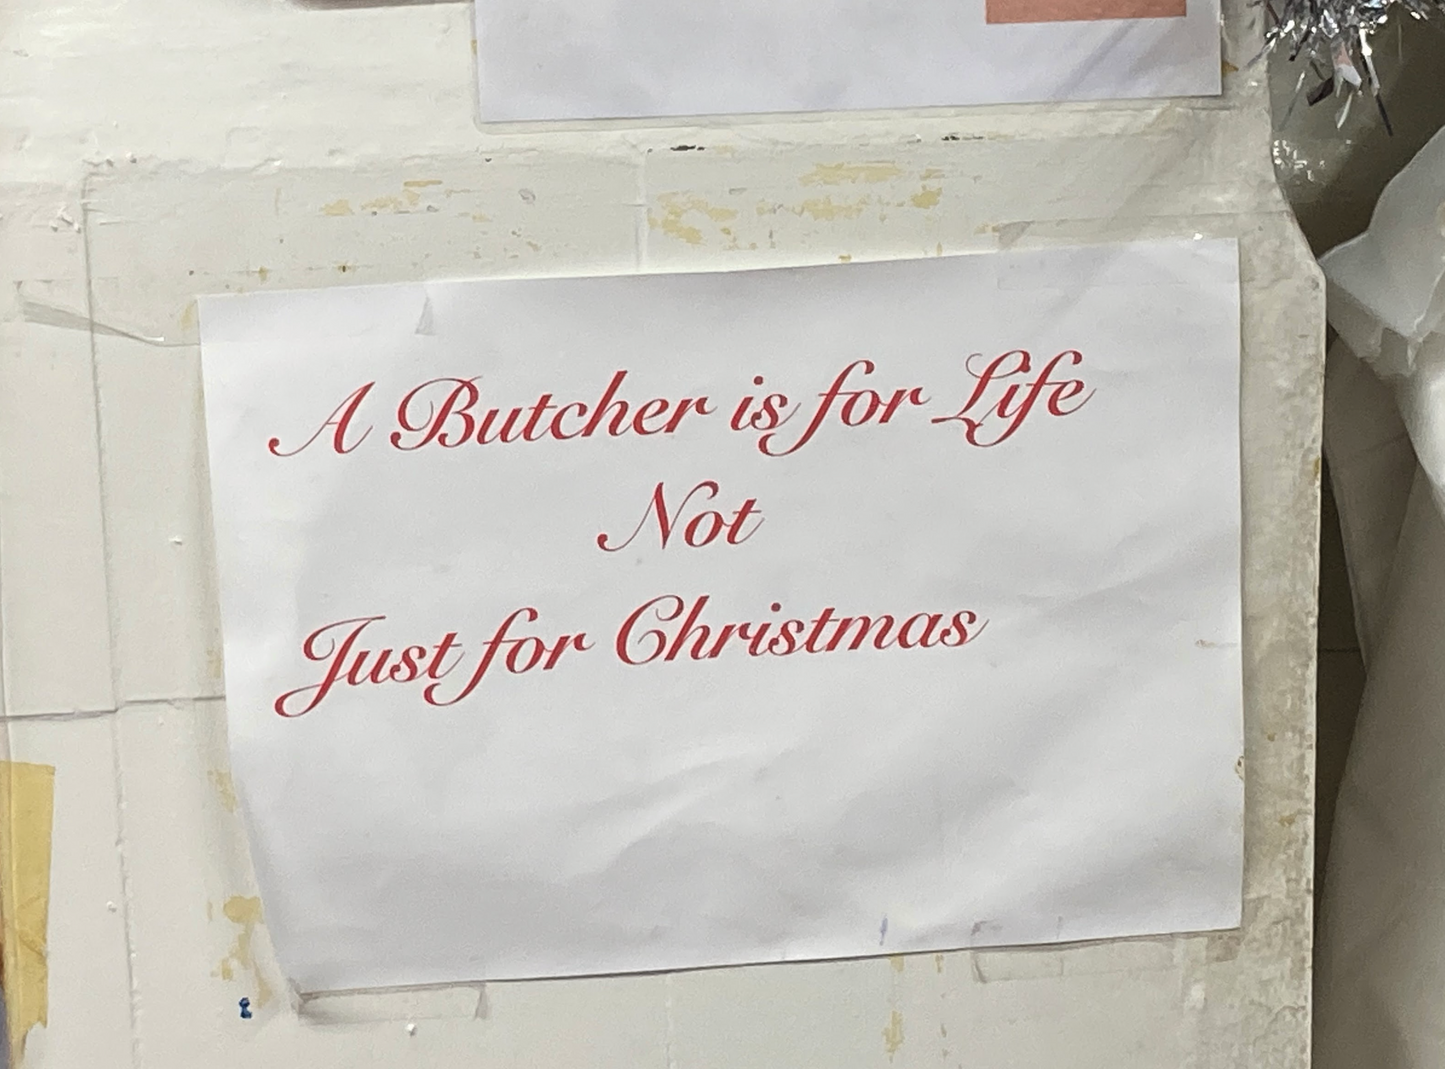 A Butcher is for Life
Not
Just for Christmas